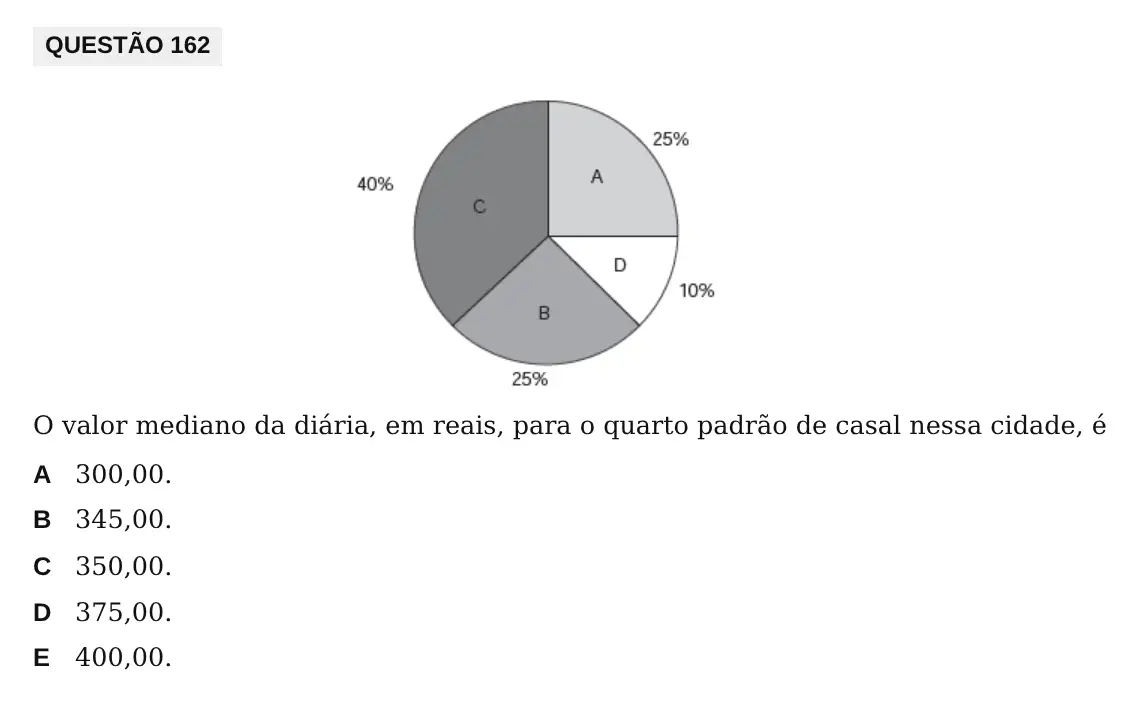 QUESTÃO 162
25%
A
40%
C
D
10%
B
25%
O valor mediano da diária, em reais, para o quarto padrão de casal nessa cidade, é
A 300,00.
B 345,00.
C 350,00.
D 375,00.
E 400,00.